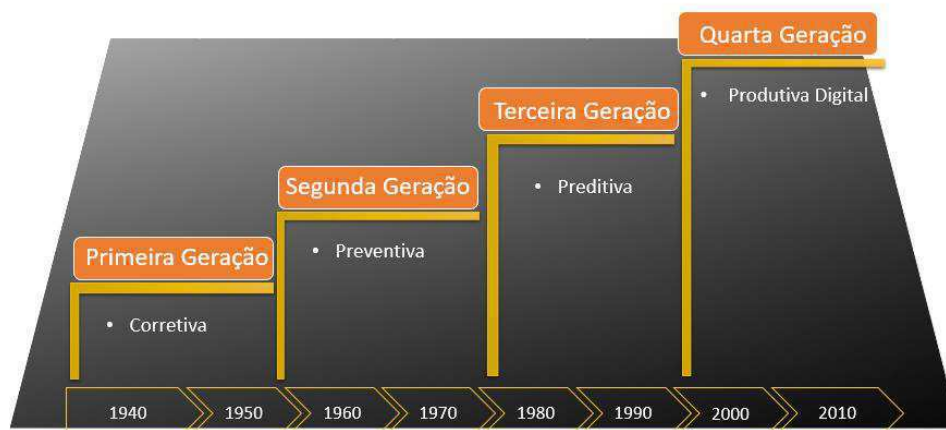 Quarta Geração
• Produtiva Digital
Terceira Geração
• Preditiva
Segunda Geração
• Preventiva
Primeira Geração
• Corretiva
1940 1950 1960 1970 1980 1990 2000 2010